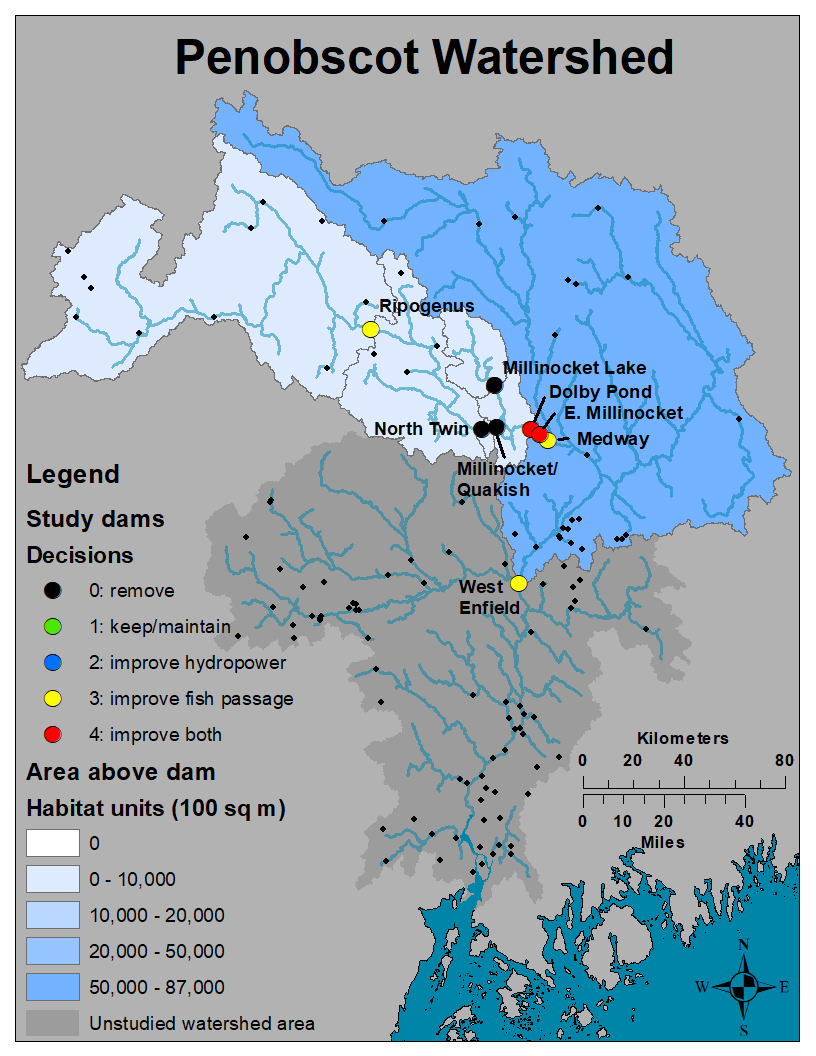 Penobscot Watershed
Ripogenus
Millinocket Lake
Dolby Pond
E. Millinocket
North Twin
Medway
Millinocket/
Quakish
West
Enfield
Legend
Study dams
Decisions
0: remove
1: keep/maintain
2: improve hydropower
3: improve fish passage
4: improve both
Area above dam
Habitat units (100 sq m)
0
0 - 10,000
10,000 - 20,000
20,000 - 50,000
50,000 - 87,000
Unstudied watershed area
Kilometers
0 20 40 80
0 10 20 40
Miles
N
W E
S